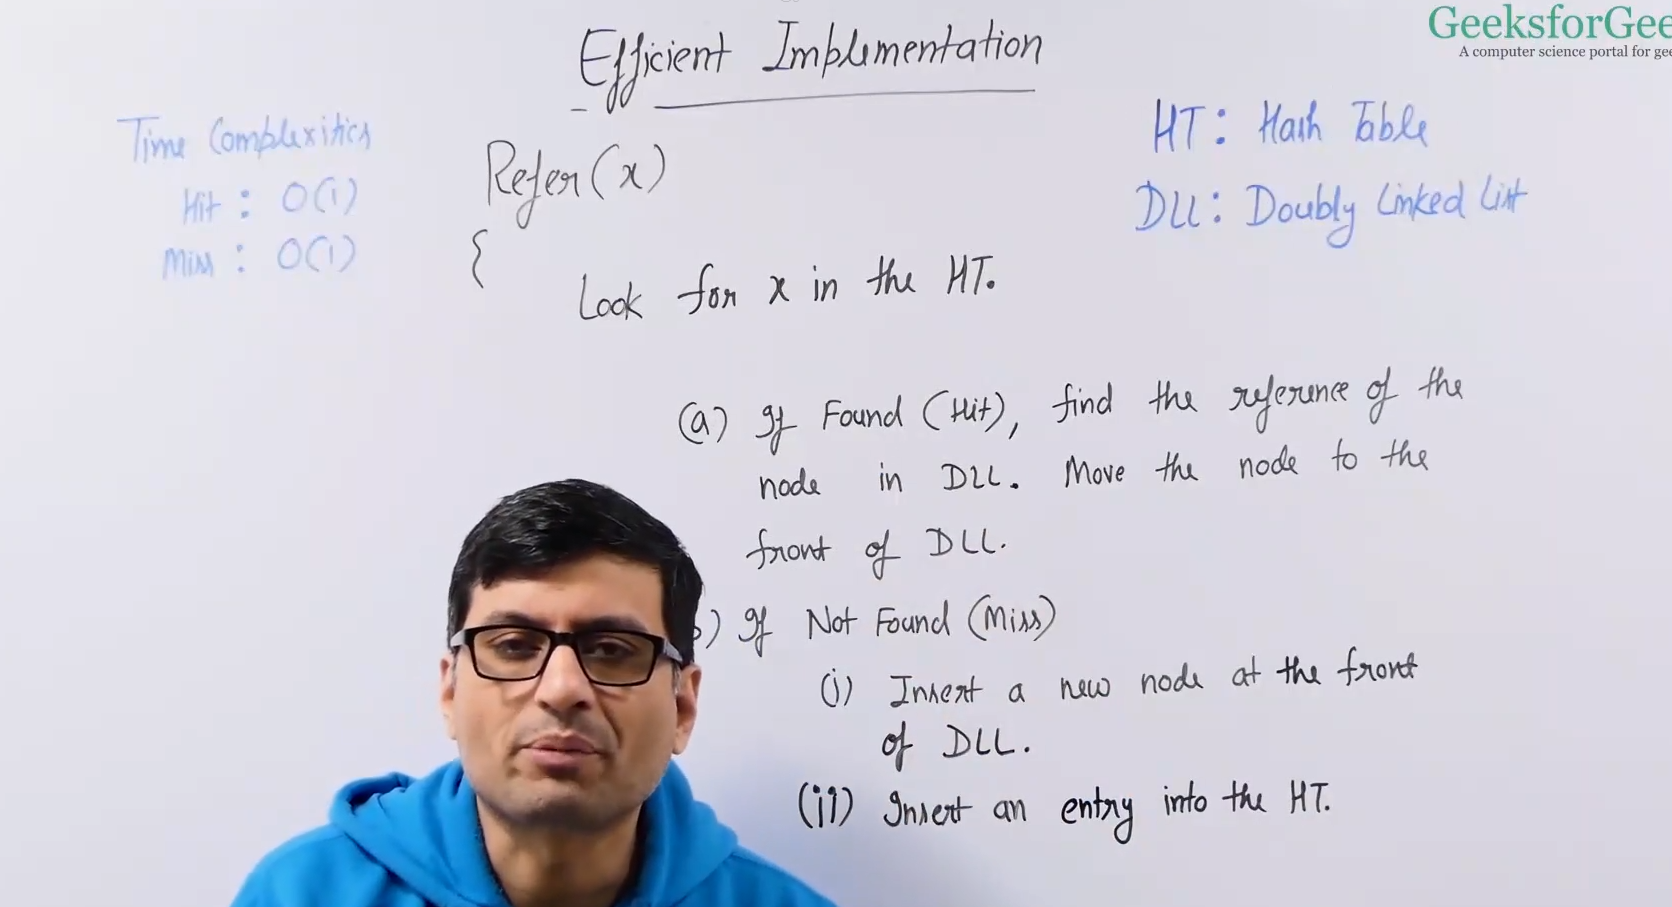 GeeksforGee
A computer science portal for gee
Efficient Implementation
Time Complexities
Hit : O(1)
Miss : O(1)
HT : Hash Table
DLL : Doubly Linked List
Refer(x)
{
Look for x in the HT.
(a) If Found (Hit), find the reference of the
node in DLL. Move the node to the
front of DLL.
) If Not Found (Miss)
(i) Insert a new node at the front
of DLL.
(ii) Insert an entry into the HT.